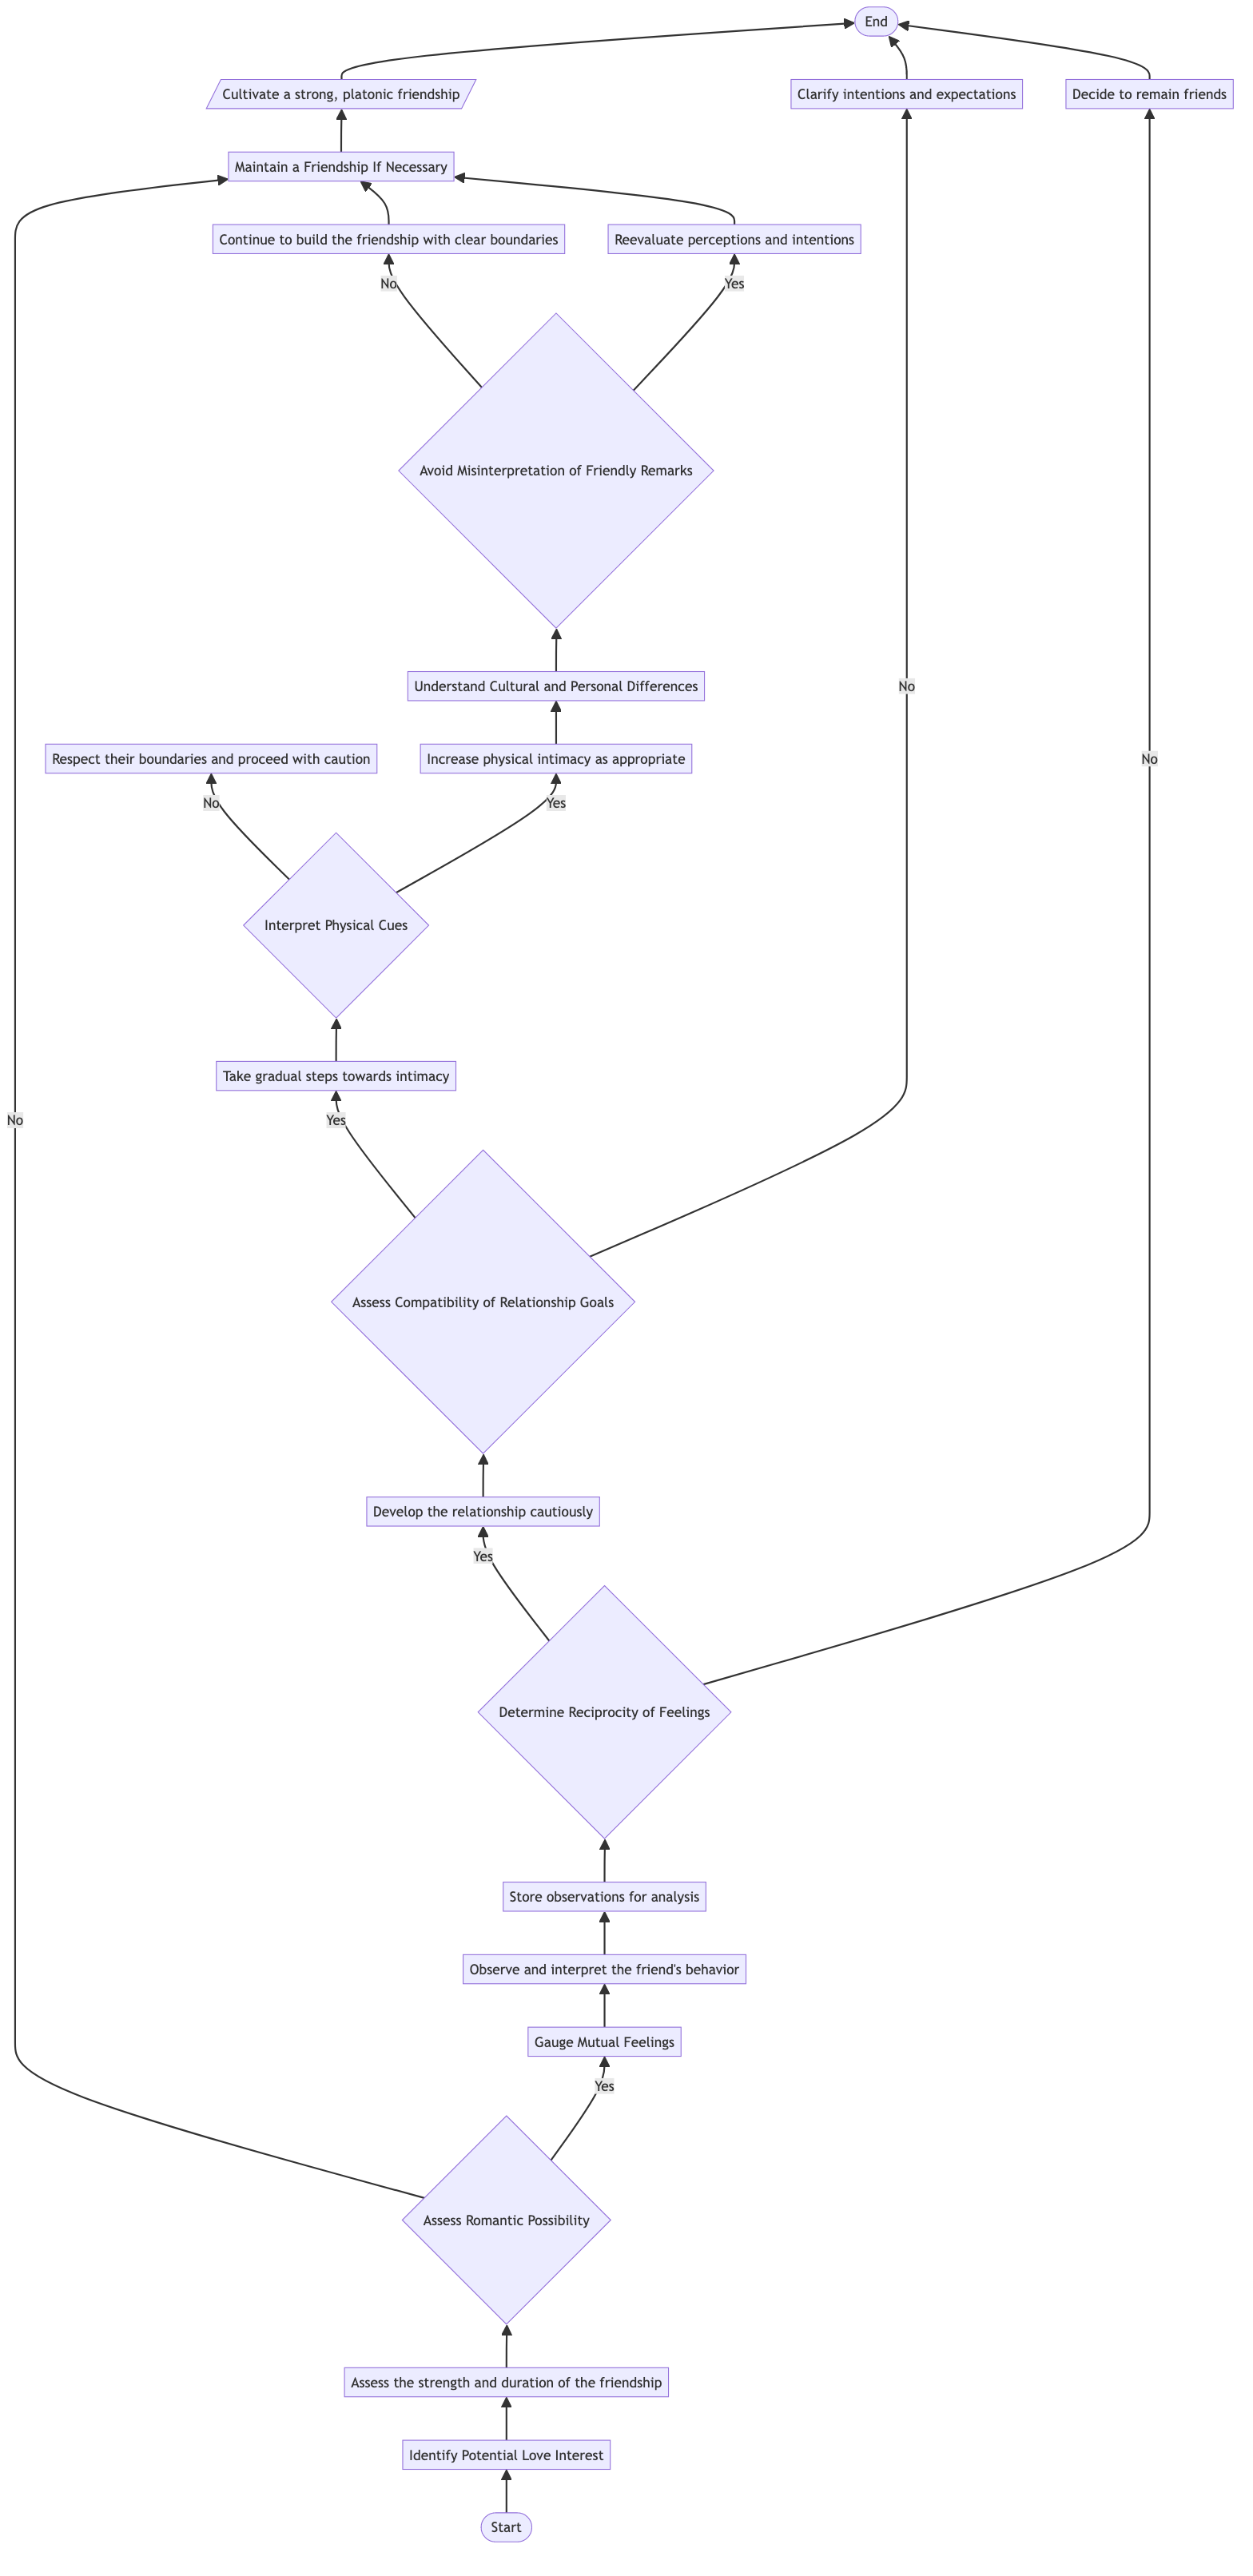 End
Cultivate a strong, platonic friendship
Clarify intentions and expectations
Decide to remain friends
Maintain a Friendship If Necessary
Continue to build the friendship with clear boundaries
Reevaluate perceptions and intentions
No
Yes
Avoid Misinterpretation of Friendly Remarks
Understand Cultural and Personal Differences
No
Respect their boundaries and proceed with caution
Increase physical intimacy as appropriate
No
No
Yes
Interpret Physical Cues
Take gradual steps towards intimacy
No
Yes
Assess Compatibility of Relationship Goals
Develop the relationship cautiously
Yes
Determine Reciprocity of Feelings
Store observations for analysis
Observe and interpret the friend's behavior
Gauge Mutual Feelings
Yes
Assess Romantic Possibility
Assess the strength and duration of the friendship
Identify Potential Love Interest
Start